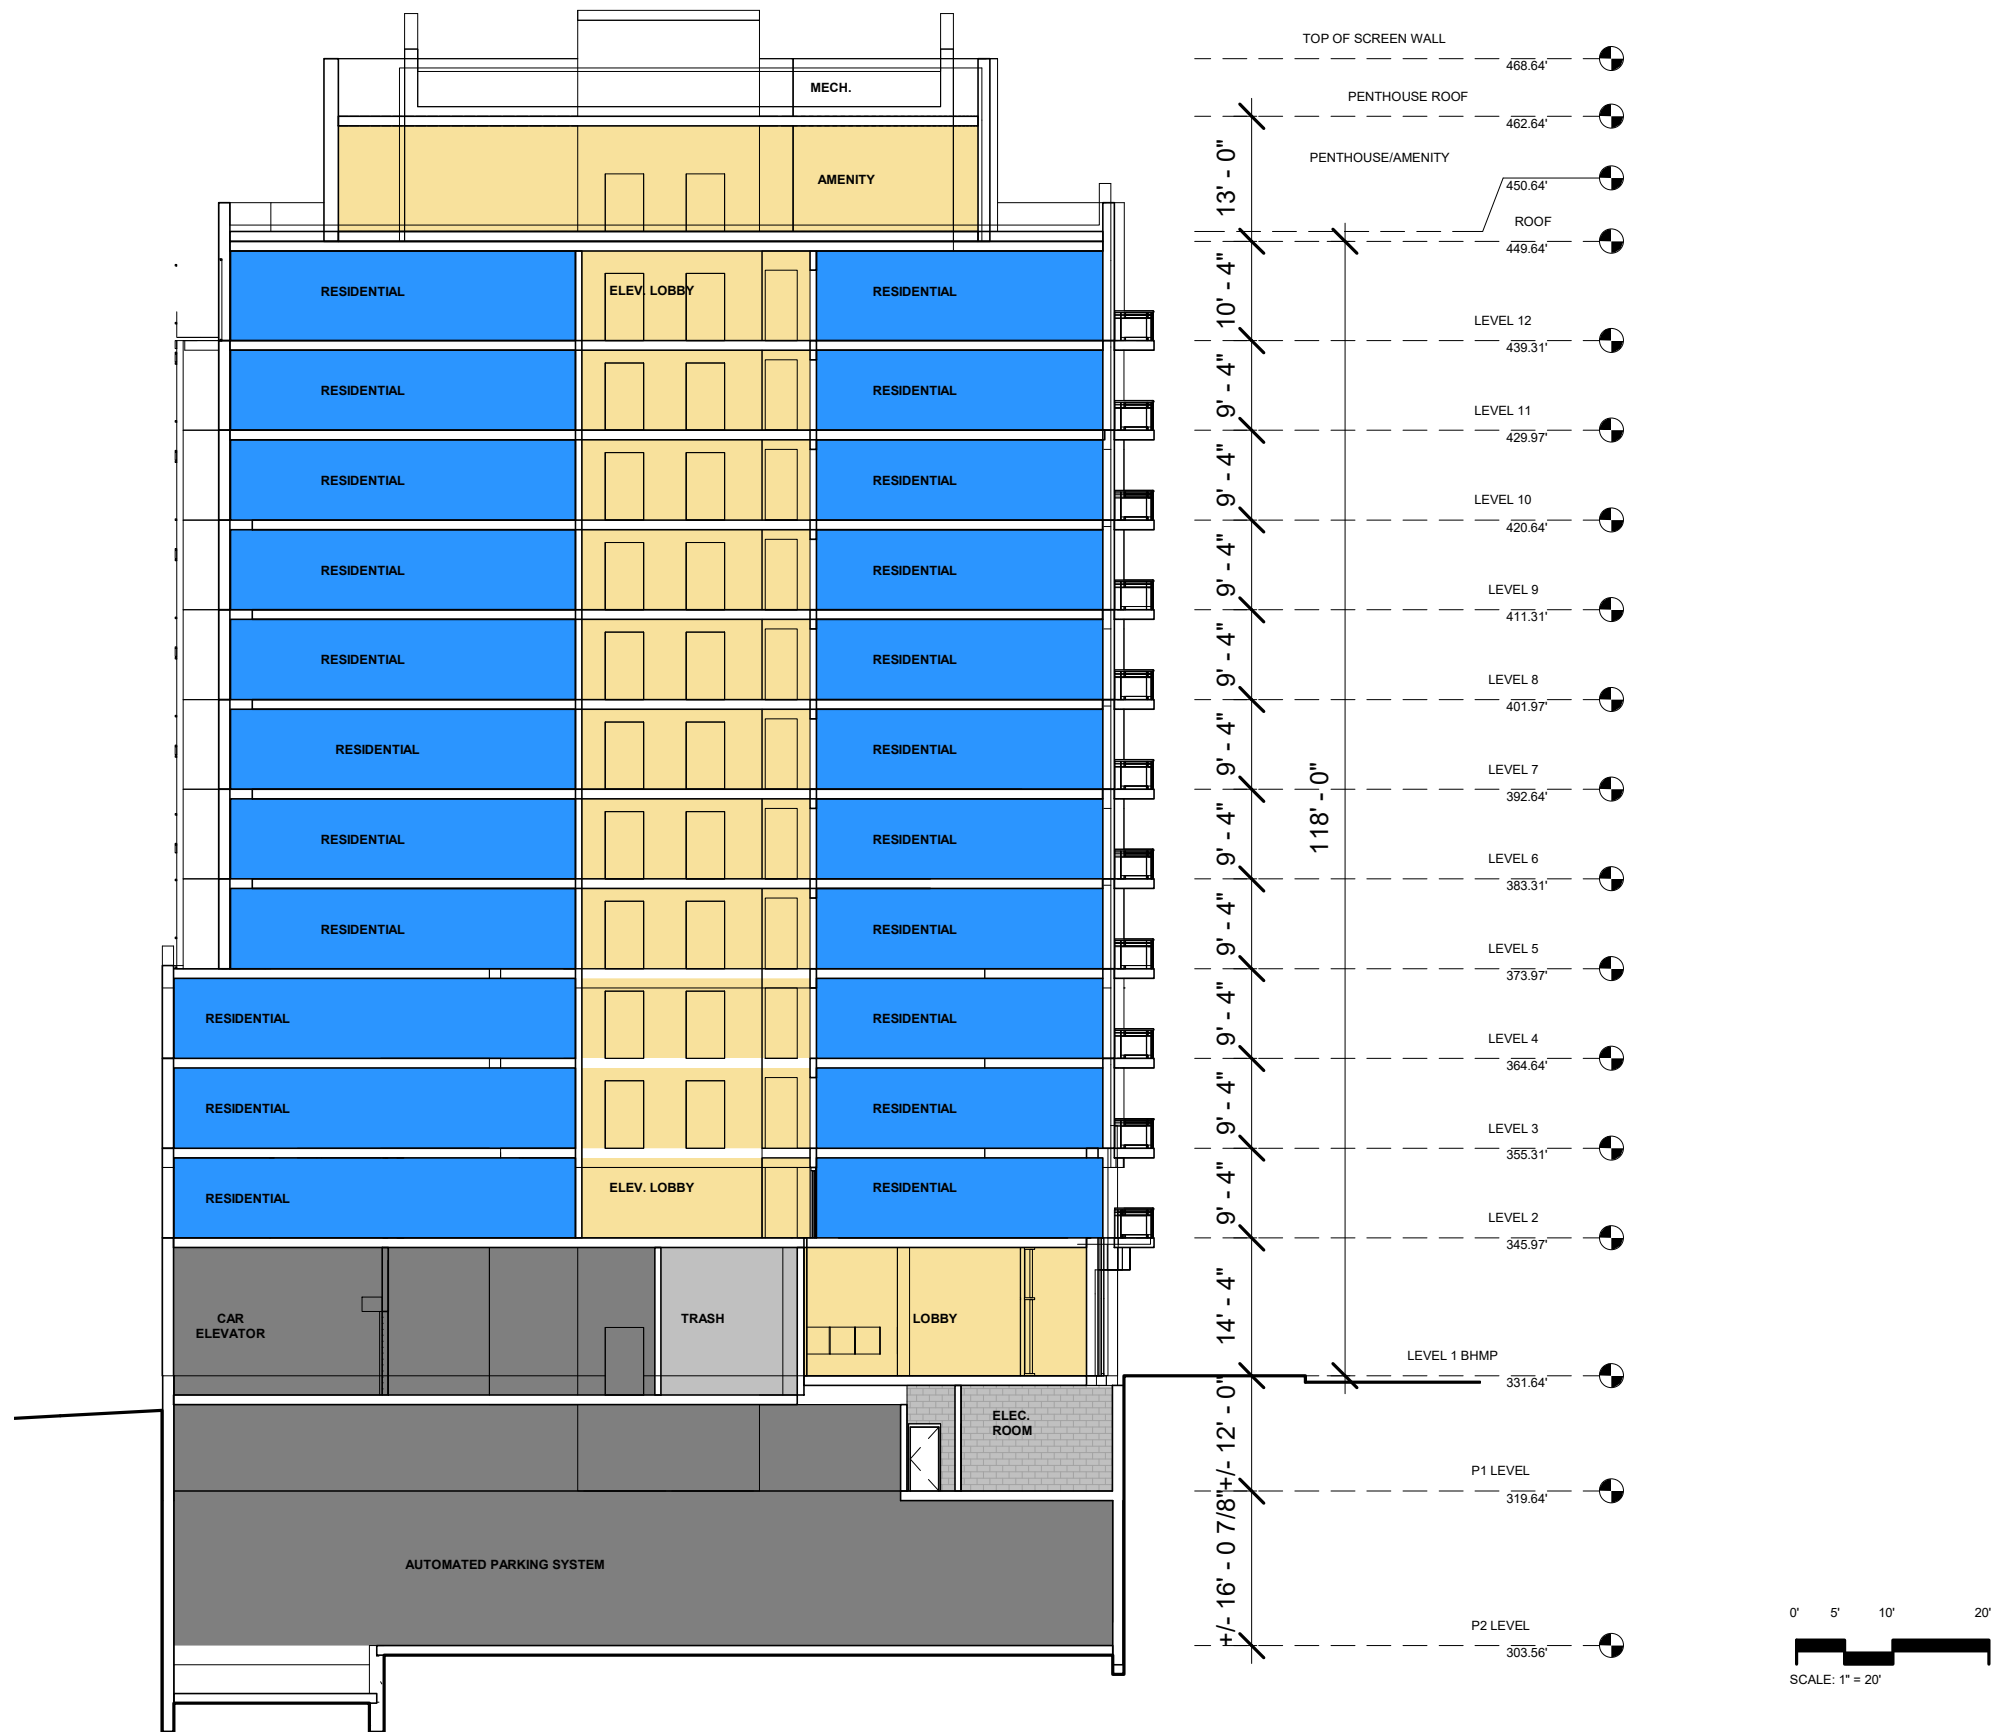 TOP OF SCREEN WALL
468.64'
MECH.
PENTHOUSE ROOF
462.64'
13' - 0"
PENTHOUSE/AMENITY
450.64'
AMENITY
ROOF
449.64'
RESIDENTIAL ELEV. LOBBY RESIDENTIAL
10' - 4"
LEVEL 12
439.31'
RESIDENTIAL RESIDENTIAL
9' - 4"
LEVEL 11
429.97'
RESIDENTIAL RESIDENTIAL
9' - 4"
LEVEL 10
420.64'
RESIDENTIAL RESIDENTIAL
9' - 4"
LEVEL 9
411.31'
RESIDENTIAL RESIDENTIAL
9' - 4"
LEVEL 8
401.97'
RESIDENTIAL RESIDENTIAL
9' - 4"
LEVEL 7
392.64'
118' - 0"
RESIDENTIAL RESIDENTIAL
9' - 4"
LEVEL 6
383.31'
RESIDENTIAL RESIDENTIAL
9' - 4"
LEVEL 5
373.97'
RESIDENTIAL RESIDENTIAL
9' - 4"
LEVEL 4
364.64'
RESIDENTIAL RESIDENTIAL
9' - 4"
LEVEL 3
355.31'
RESIDENTIAL ELEV. LOBBY RESIDENTIAL
9' - 4"
LEVEL 2
345.97'
CAR
ELEVATOR
TRASH
LOBBY
14' - 4"
LEVEL 1 BHMP
331.64'
ELEC.
ROOM
+/- 12' - 0"
P1 LEVEL
319.64'
AUTOMATED PARKING SYSTEM
+/- 16' - 0 7/8"
P2 LEVEL
303.56'
0' 5' 10' 20'
SCALE: 1" = 20'